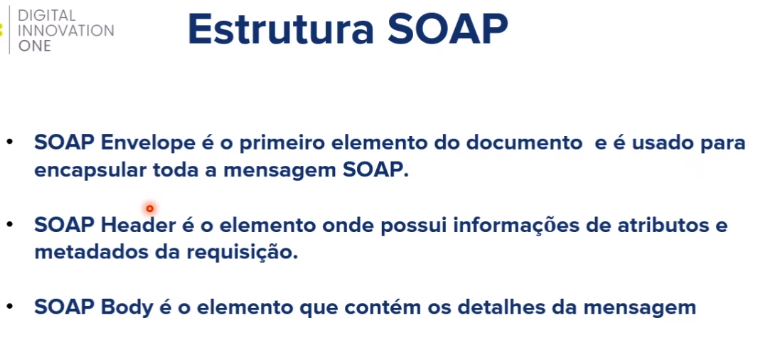 DIGITAL
INNOVATION
ONE
Estrutura SOAP
• SOAP Envelope é o primeiro elemento do documento e é usado para
encapsular toda a mensagem SOAP.
• SOAP Header é o elemento onde possui informações de atributos e
metadados da requisição.
• SOAP Body é o elemento que contém os detalhes da mensagem